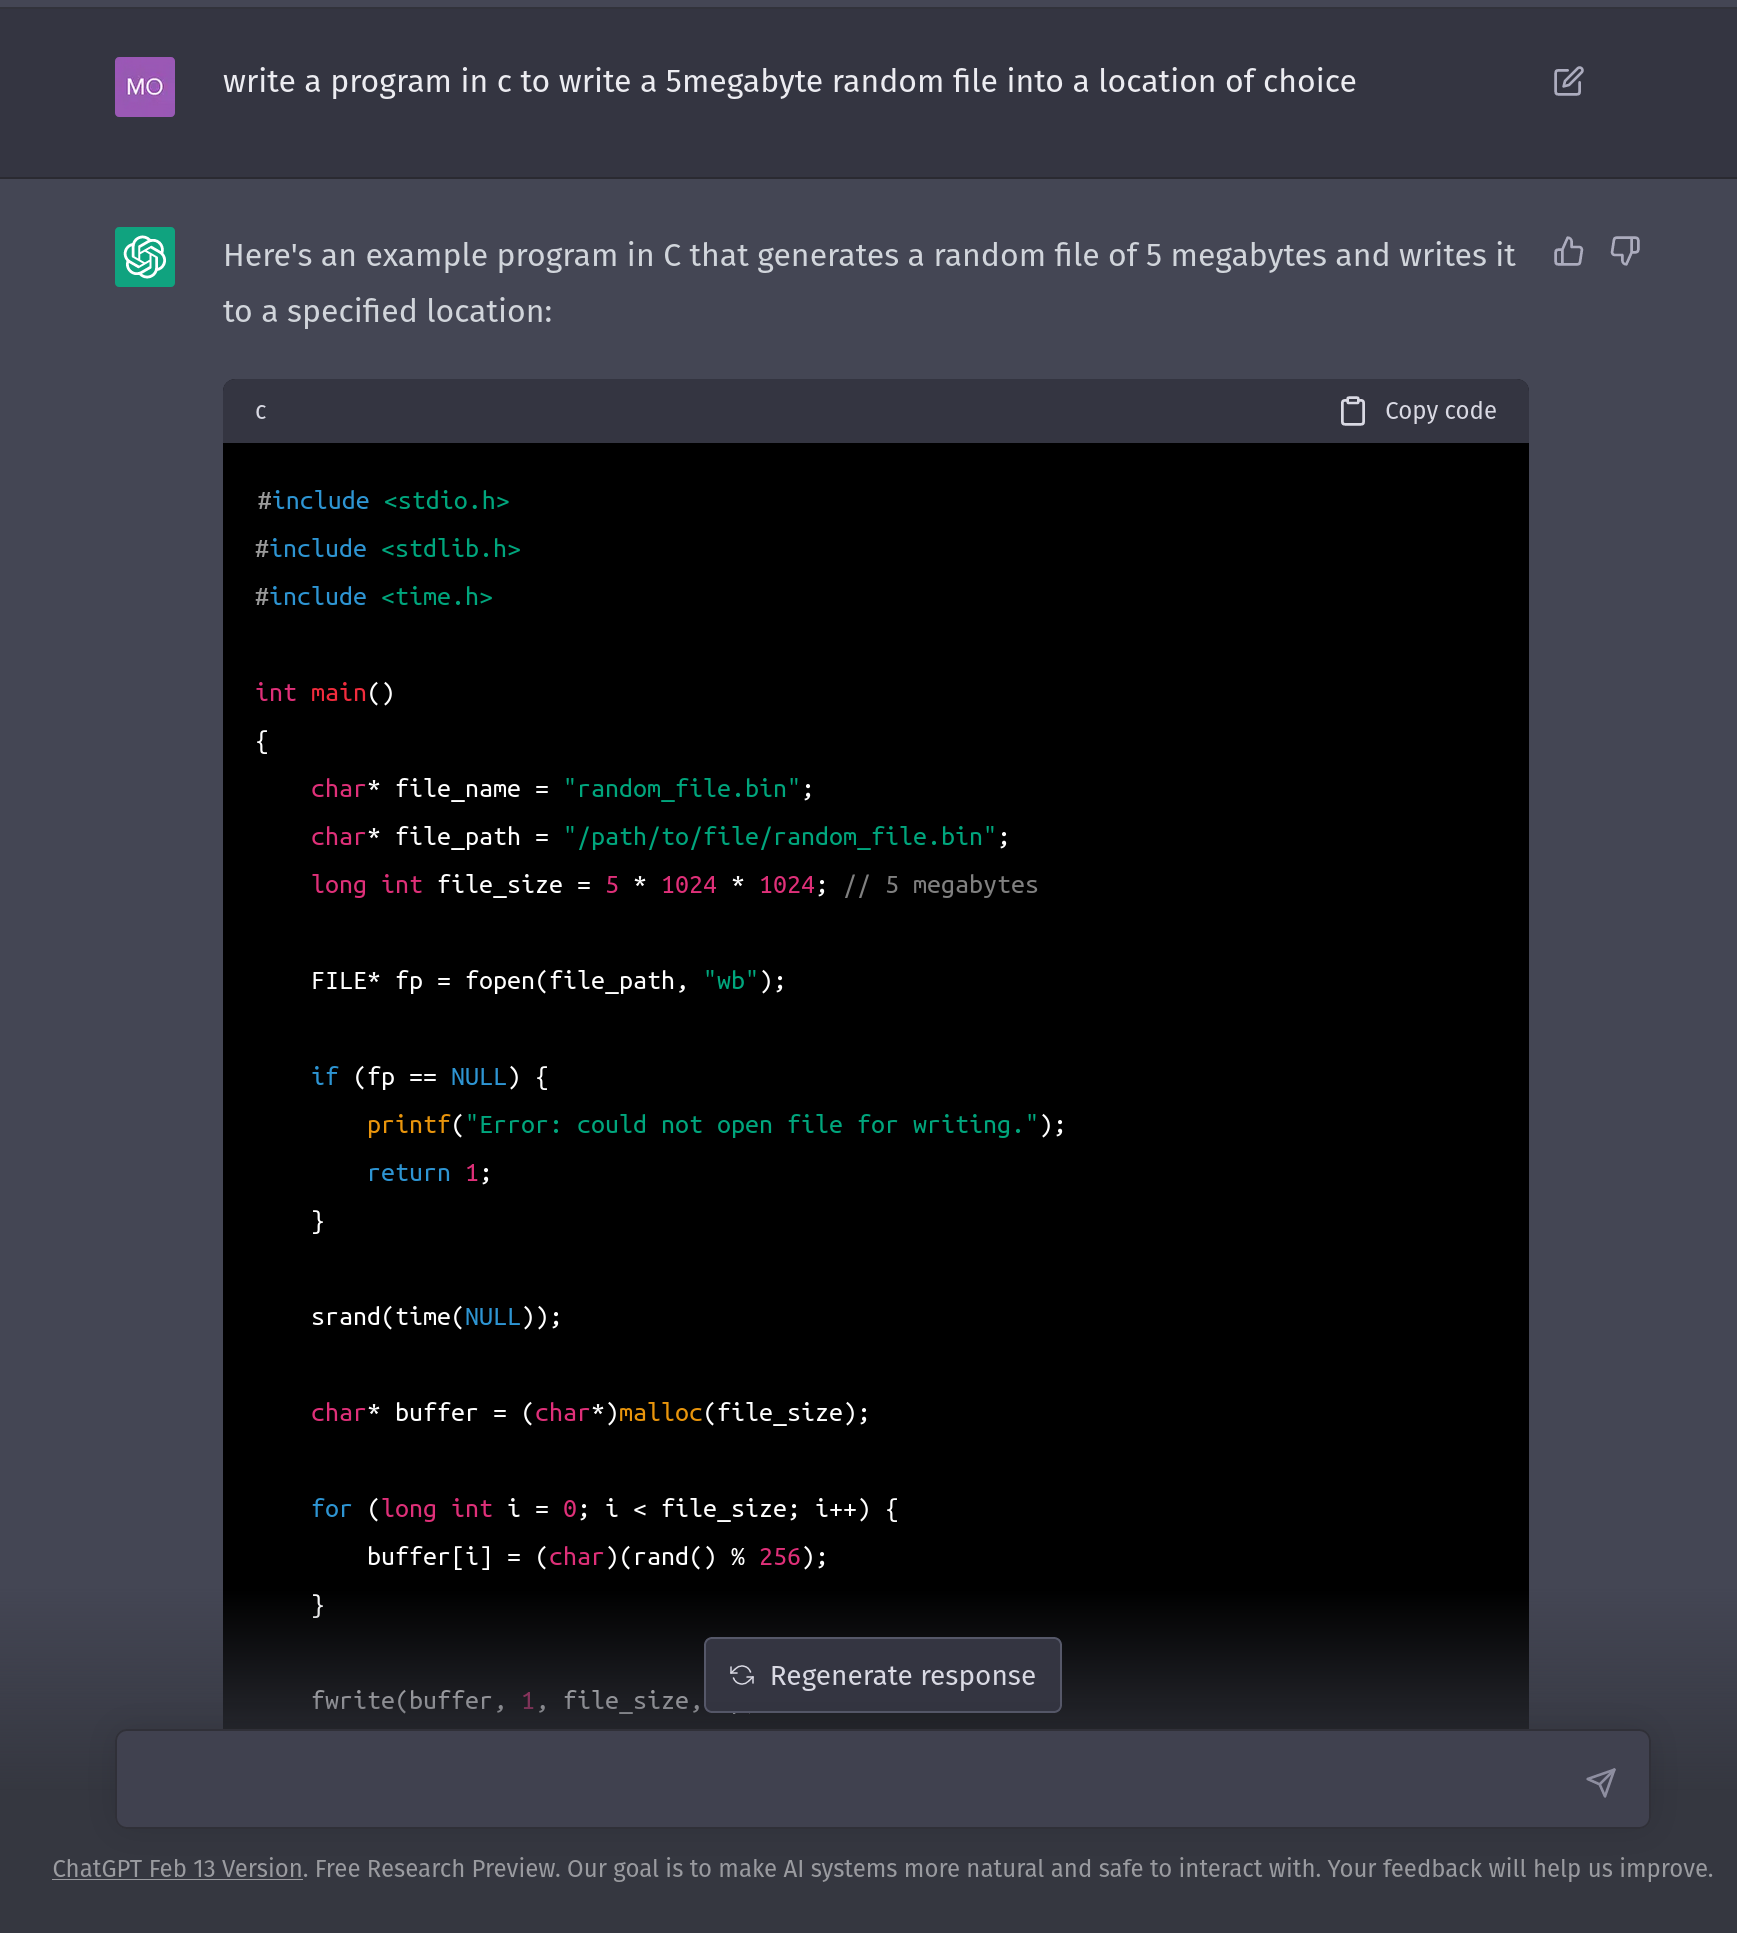 MO
write a program in c to write a 5megabyte random file into a location of choice
Here's an example program in C that generates a random file of 5 megabytes and writes it
to a specified location:
c
Copy code
#include <stdio.h>
#include <stdlib.h>
#include <time.h>
int main()
{
    char* file_name = "random_file.bin";
    char* file_path = "/path/to/file/random_file.bin";
    long int file_size = 5 * 1024 * 1024; // 5 megabytes
    FILE* fp = fopen(file_path, "wb");
    if (fp == NULL) {
        printf("Error: could not open file for writing.");
        return 1;
    }
    srand(time(NULL));
    char* buffer = (char*)malloc(file_size);
    for (long int i = 0; i < file_size; i++) {
        buffer[i] = (char)(rand() % 256);
    }
    fwrite(buffer, 1, file_size,
Regenerate response
ChatGPT Feb 13 Version. Free Research Preview. Our goal is to make AI systems more natural and safe to interact with. Your feedback will help us improve.